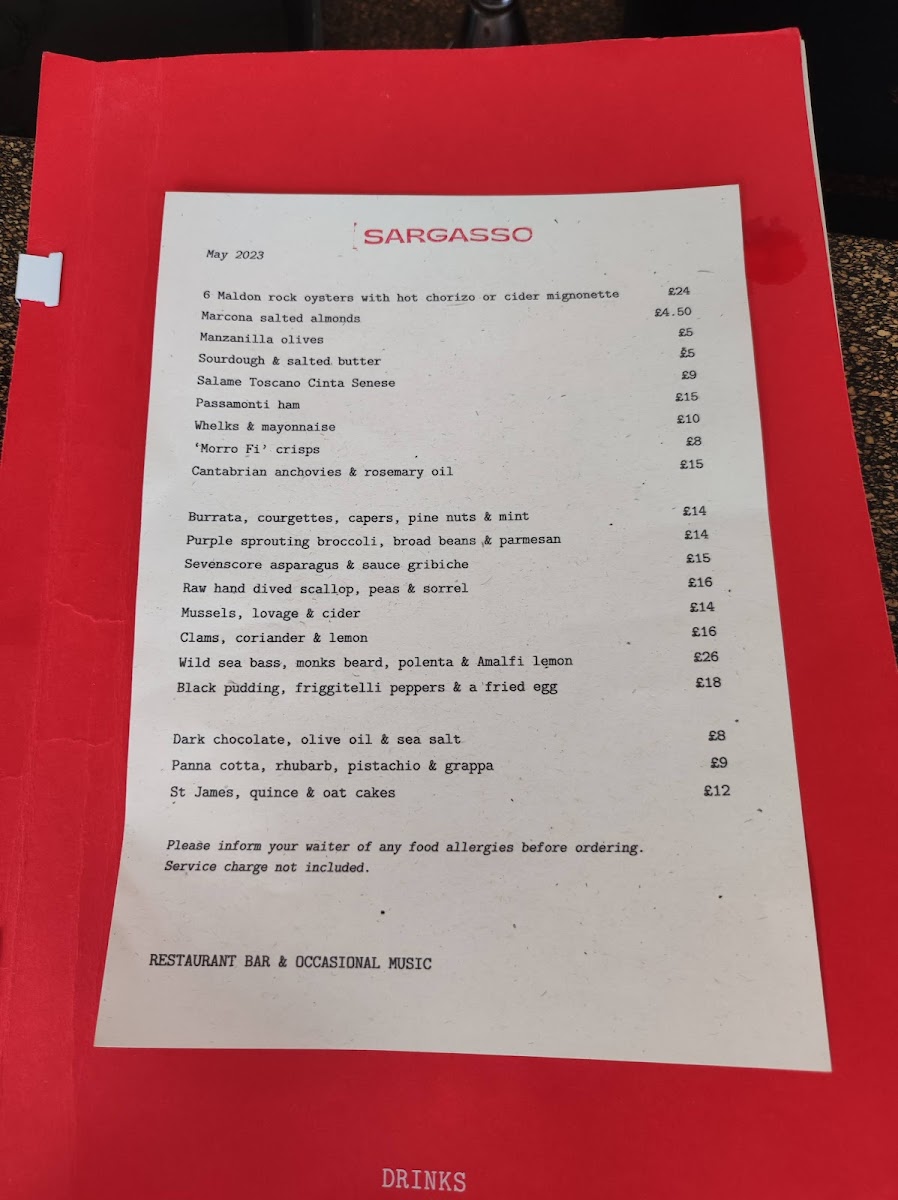 SARGASSO
May 2023
6 Maldon rock oysters with hot chorizo or cider mignonette £24
Marcona salted almonds £4.50
Manzanilla olives £5
Sourdough & salted butter £5
Salame Toscano Cinta Senese £9
Passamonti ham £15
Whelks & mayonnaise £10
‘Morro Fi’ crisps £8
Cantabrian anchovies & rosemary oil £15
Burrata, courgettes, capers, pine nuts & mint £14
Purple sprouting broccoli, broad beans & parmesan £14
Sevenscore asparagus & sauce gribiche £15
Raw hand dived scallop, peas & sorrel £16
Mussels, lovage & cider £14
Clams, coriander & lemon £16
Wild sea bass, monks beard, polenta & Amalfi lemon £26
Black pudding, friggitelli peppers & a fried egg £18
Dark chocolate, olive oil & sea salt £8
Panna cotta, rhubarb, pistachio & grappa £9
St James, quince & oat cakes £12
Please inform your waiter of any food allergies before ordering.
Service charge not included.
RESTAURANT BAR & OCCASIONAL MUSIC
DRINKS